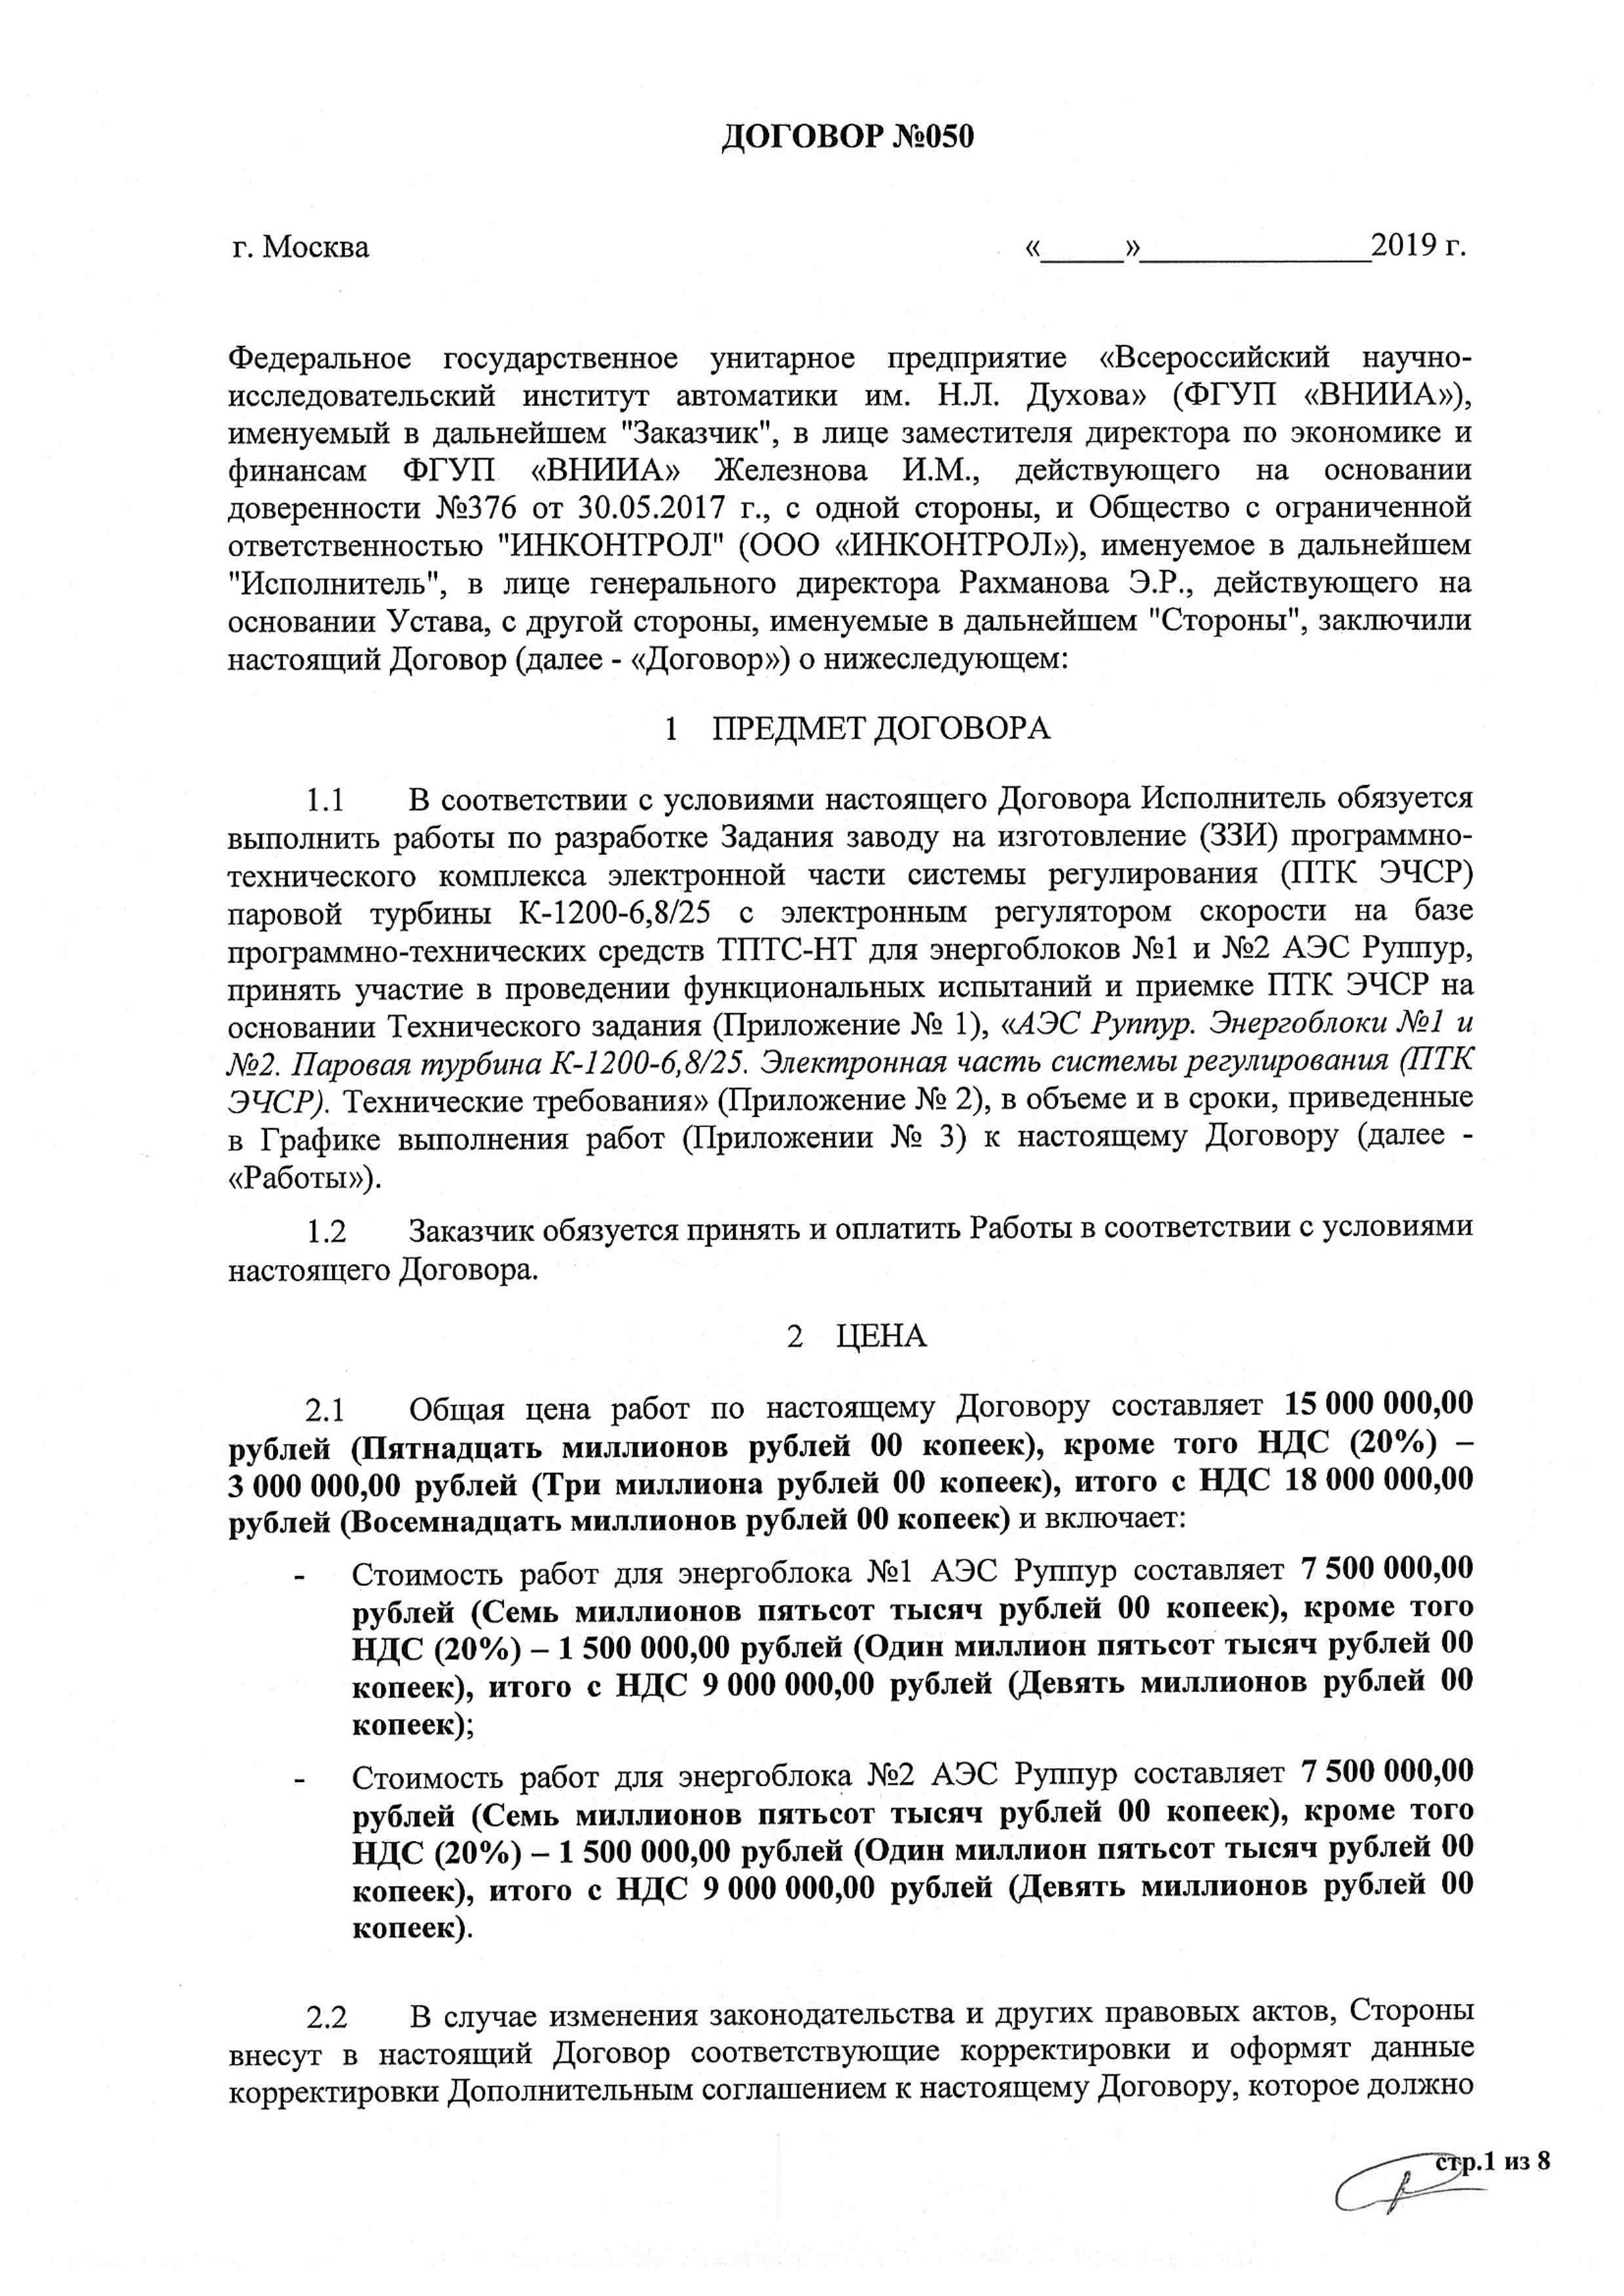 ДОГОВОР №050
г. Москва «_____»______________2019 г.
Федеральное государственное унитарное предприятие «Всероссийский научно-
исследовательский институт автоматики им. Н.Л. Духова» (ФГУП «ВНИИА»),
именуемый в дальнейшем "Заказчик", в лице заместителя директора по экономике и
финансам ФГУП «ВНИИА» Железнова И.М., действующего на основании
доверенности №376 от 30.05.2017 г., с одной стороны, и Общество с ограниченной
ответственностью "ИНКОНТРОЛ" (ООО «ИНКОНТРОЛ»), именуемое в дальнейшем
"Исполнитель", в лице генерального директора Рахманова Э.Р., действующего на
основании Устава, с другой стороны, именуемые в дальнейшем "Стороны", заключили
настоящий Договор (далее - «Договор») о нижеследующем:
1 ПРЕДМЕТ ДОГОВОРА
1.1 В соответствии с условиями настоящего Договора Исполнитель обязуется
выполнить работы по разработке Задания заводу на изготовление (ЗЗИ) программно-
технического комплекса электронной части системы регулирования (ПТК ЭЧСР)
паровой турбины К-1200-6,8/25 с электронным регулятором скорости на базе
программно-технических средств ТПТС-НТ для энергоблоков №1 и №2 АЭС Руппур,
принять участие в проведении функциональных испытаний и приемке ПТК ЭЧСР на
основании Технического задания (Приложение № 1), «АЭС Руппур. Энергоблоки №1 и
№2. Паровая турбина К-1200-6,8/25. Электронная часть системы регулирования (ПТК
ЭЧСР). Технические требования» (Приложение № 2), в объеме и в сроки, приведенные
в Графике выполнения работ (Приложении № 3) к настоящему Договору (далее -
«Работы»).
1.2 Заказчик обязуется принять и оплатить Работы в соответствии с условиями
настоящего Договора.
2 ЦЕНА
2.1 Общая цена работ по настоящему Договору составляет 15 000 000,00
рублей (Пятнадцать миллионов рублей 00 копеек), кроме того НДС (20%) –
3 000 000,00 рублей (Три миллиона рублей 00 копеек), итого с НДС 18 000 000,00
рублей (Восемнадцать миллионов рублей 00 копеек) и включает:
- Стоимость работ для энергоблока №1 АЭС Руппур составляет 7 500 000,00
рублей (Семь миллионов пятьсот тысяч рублей 00 копеек), кроме того
НДС (20%) – 1 500 000,00 рублей (Один миллион пятьсот тысяч рублей 00
копеек), итого с НДС 9 000 000,00 рублей (Девять миллионов рублей 00
копеек);
- Стоимость работ для энергоблока №2 АЭС Руппур составляет 7 500 000,00
рублей (Семь миллионов пятьсот тысяч рублей 00 копеек), кроме того
НДС (20%) – 1 500 000,00 рублей (Один миллион пятьсот тысяч рублей 00
копеек), итого с НДС 9 000 000,00 рублей (Девять миллионов рублей 00
копеек).
2.2 В случае изменения законодательства и других правовых актов, Стороны
внесут в настоящий Договор соответствующие корректировки и оформят данные
корректировки Дополнительным соглашением к настоящему Договору, которое должно
стр.1 из 8